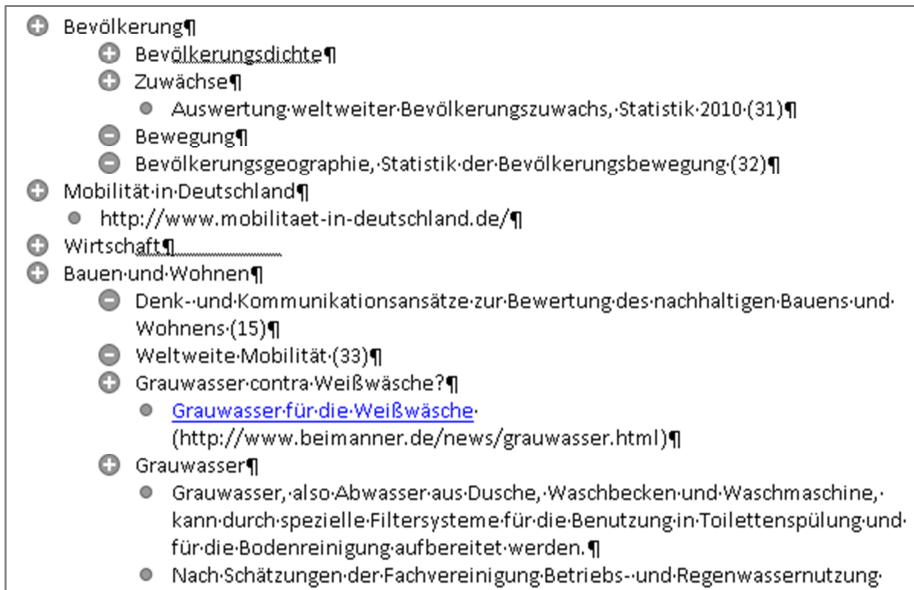 Bevölkerung¶
Bevölkerungsdichte¶
Zuwächse¶
Auswertung·weltweiter·Bevölkerungszuwachs,·Statistik·2010·(31)¶
Bewegung¶
Bevölkerungsgeographie,·Statistik·der·Bevölkerungsbewegung·(32)¶
Mobilität·in·Deutschland¶
http://www.mobilitaet-in-deutschland.de/¶
Wirtschaft¶
Bauen·und·Wohnen¶
Denk-·und·Kommunikationsansätze·zur·Bewertung·des·nachhaltigen·Bauens·und·
Wohnens·(15)¶
Weltweite·Mobilität·(33)¶
Grauwasser·contra·Weißwäsche?¶
Grauwasser·für·die·Weißwäsche·
(http://www.beimanner.de/news/grauwasser.html)¶
Grauwasser¶
Grauwasser,·also·Abwasser·aus·Dusche,·Waschbecken·und·Waschmaschine,·
kann·durch·spezielle·Filtersysteme·für·die·Benutzung·in·Toilettenspülung·und·
für·die·Bodenreinigung·aufbereitet·werden.¶
Nach·Schätzungen·der·Fachvereinigung·Betriebs-·und·Regenwassernutzung·